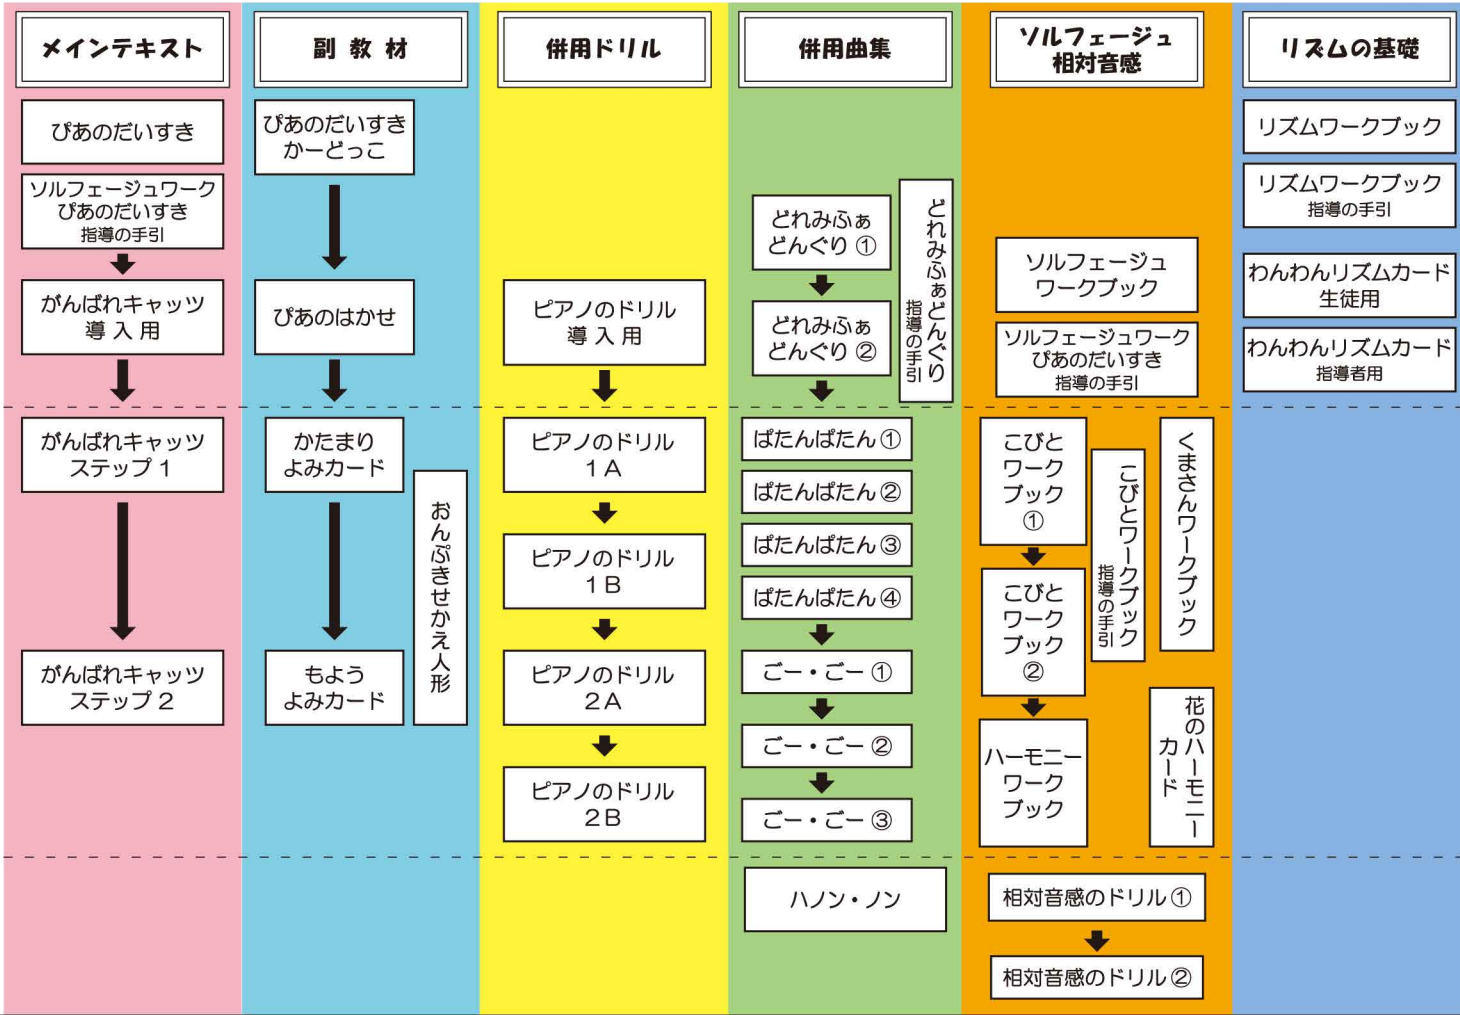 メインテキスト
ぴあのだいすき
ソルフェージュワーク
ぴあのだいすき
指導の手引
がんばれキャッツ
導 入 用
がんばれキャッツ
ステップ 1
がんばれキャッツ
ステップ 2
副 教 材
ぴあのだいすき
かーどっこ
ぴあのはかせ
かたまり
よみカード
おんぷきせかえ人形
もよう
よみカード
併用ドリル
ピアノのドリル
導 入 用
ピアノのドリル
1 A
ピアノのドリル
1 B
ピアノのドリル
2 A
ピアノのドリル
2 B
併用曲集
どれみふぁ
どんぐり ①
どれみふぁ
どんぐり ②
どれみふぁどんぐり
指導の手引
ぱたんぱたん ①
ぱたんぱたん ②
ぱたんぱたん ③
ぱたんぱたん ④
ごー・ごー ①
ごー・ごー ②
ごー・ごー ③
ハノン・ノン
ソルフェージュ
相対音感
ソルフェージュ
ワークブック
ソルフェージュワーク
ぴあのだいすき
指導の手引
こびと
ワーク
ブック
①
こびと
ワーク
ブック
②
こびとワークブック
指導の手引
くまさんワークブック
ハーモニー
ワーク
ブック
花のハーモニー
カード
相対音感のドリル ①
相対音感のドリル ②
リズムの基礎
リズムワークブック
リズムワークブック
指導の手引
わんわんリズムカード
生徒用
わんわんリズムカード
指導者用